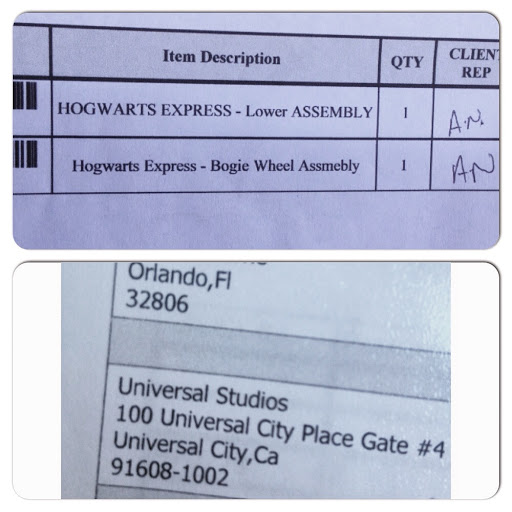 Item Description QTY CLIENT REP
HOGWARTS EXPRESS - Lower ASSEMBLY 1 A.N.
Hogwarts Express - Bogie Wheel Assmebly 1 AN
Orlando,Fl
32806
Universal Studios
100 Universal City Place Gate #4
Universal City,Ca
91608-1002